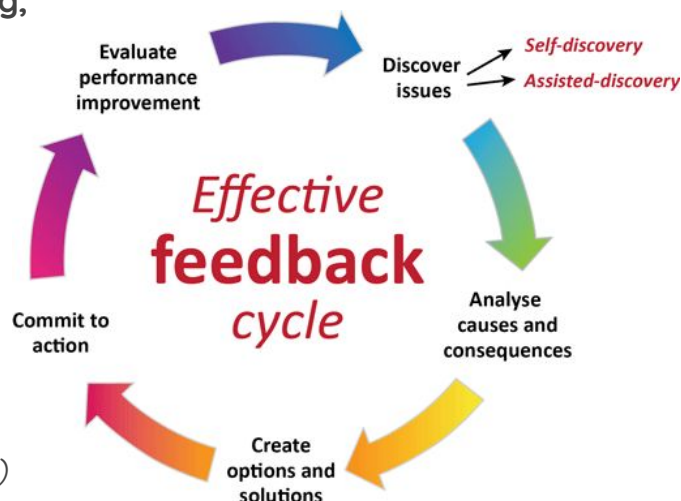 g,
Evaluate
performance
improvement
Discover
issues
Self-discovery
Assisted-discovery
Effective
feedback
cycle
Analyse
causes and
consequences
Commit to
action
Create
options and
solutions
)